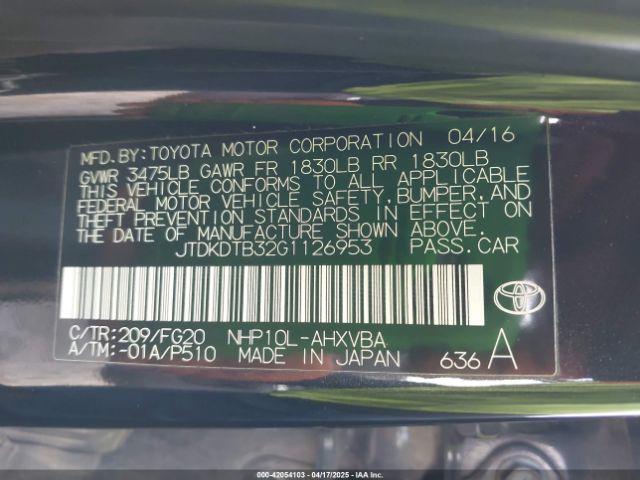 MFD. BY: TOYOTA MOTOR CORPORATION 04/16
GVWR 3475LB GAWR FR 1830LB RR 1830LB
THIS VEHICLE CONFORMS TO ALL APPLICABLE
FEDERAL MOTOR VEHICLE SAFETY, BUMPER, AND
THEFT PREVENTION STANDARDS IN EFFECT ON
THE DATE OF MANUFACTURE SHOWN ABOVE.
JTDKDTB32G1126953 PASS. CAR
C/TR: 209/FG20 NHP10L-AHXVBA
A/TM: -01A/P510 MADE IN JAPAN 636 A
000-42054103 - 04/17/2025 - IAAI.COM